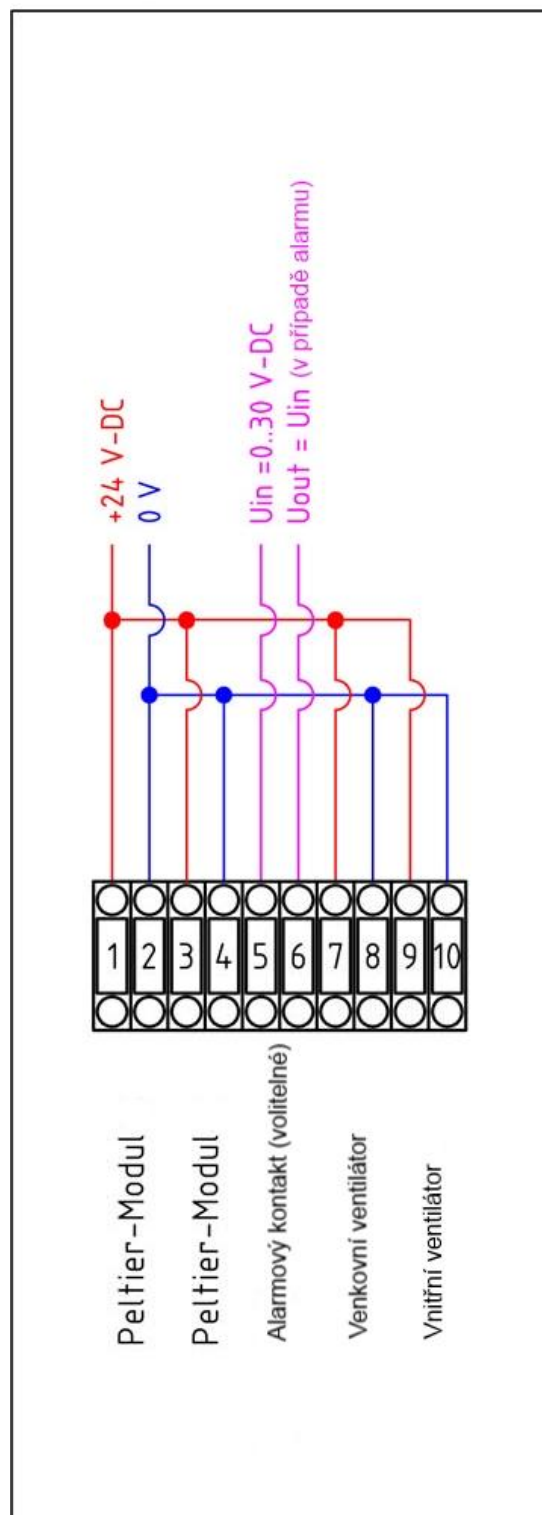 +24 V-DC
0 V
Uin =0..30 V-DC
Uout = Uin (v případě alarmu)
1
2
3
4
5
6
7
8
9
10
Peltier-Modul
Peltier-Modul
Alarmový kontakt (volitelné)
Venkovní ventilátor
Vnitřní ventilátor